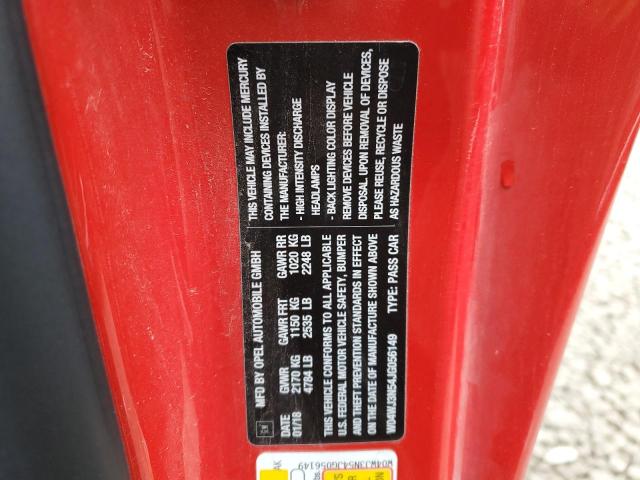 MFD BY OPEL AUTOMOBILE GMBH
DATE GVWR GAWR FRT GAWR RR
01/18 2170 KG 1150 KG 1020 KG
4784 LB 2535 LB 2248 LB
THIS VEHICLE CONFORMS TO ALL APPLICABLE
U.S. FEDERAL MOTOR VEHICLE SAFETY, BUMPER
AND THEFT PREVENTION STANDARDS IN EFFECT
ON THE DATE OF MANUFACTURE SHOWN ABOVE
W04WJ3N54JG056149 TYPE: PASS CAR
THIS VEHICLE MAY INCLUDE MERCURY
CONTAINING DEVICES INSTALLED BY
THE MANUFACTURER:
- HIGH INTENSITY DISCHARGE
HEADLAMPS
- BACK LIGHTING COLOR DISPLAY
REMOVE DEVICES BEFORE VEHICLE
DISPOSAL. UPON REMOVAL OF DEVICES,
PLEASE REUSE, RECYCLE OR DISPOSE
AS HAZARDOUS WASTE
W04WJ3N54JG056149